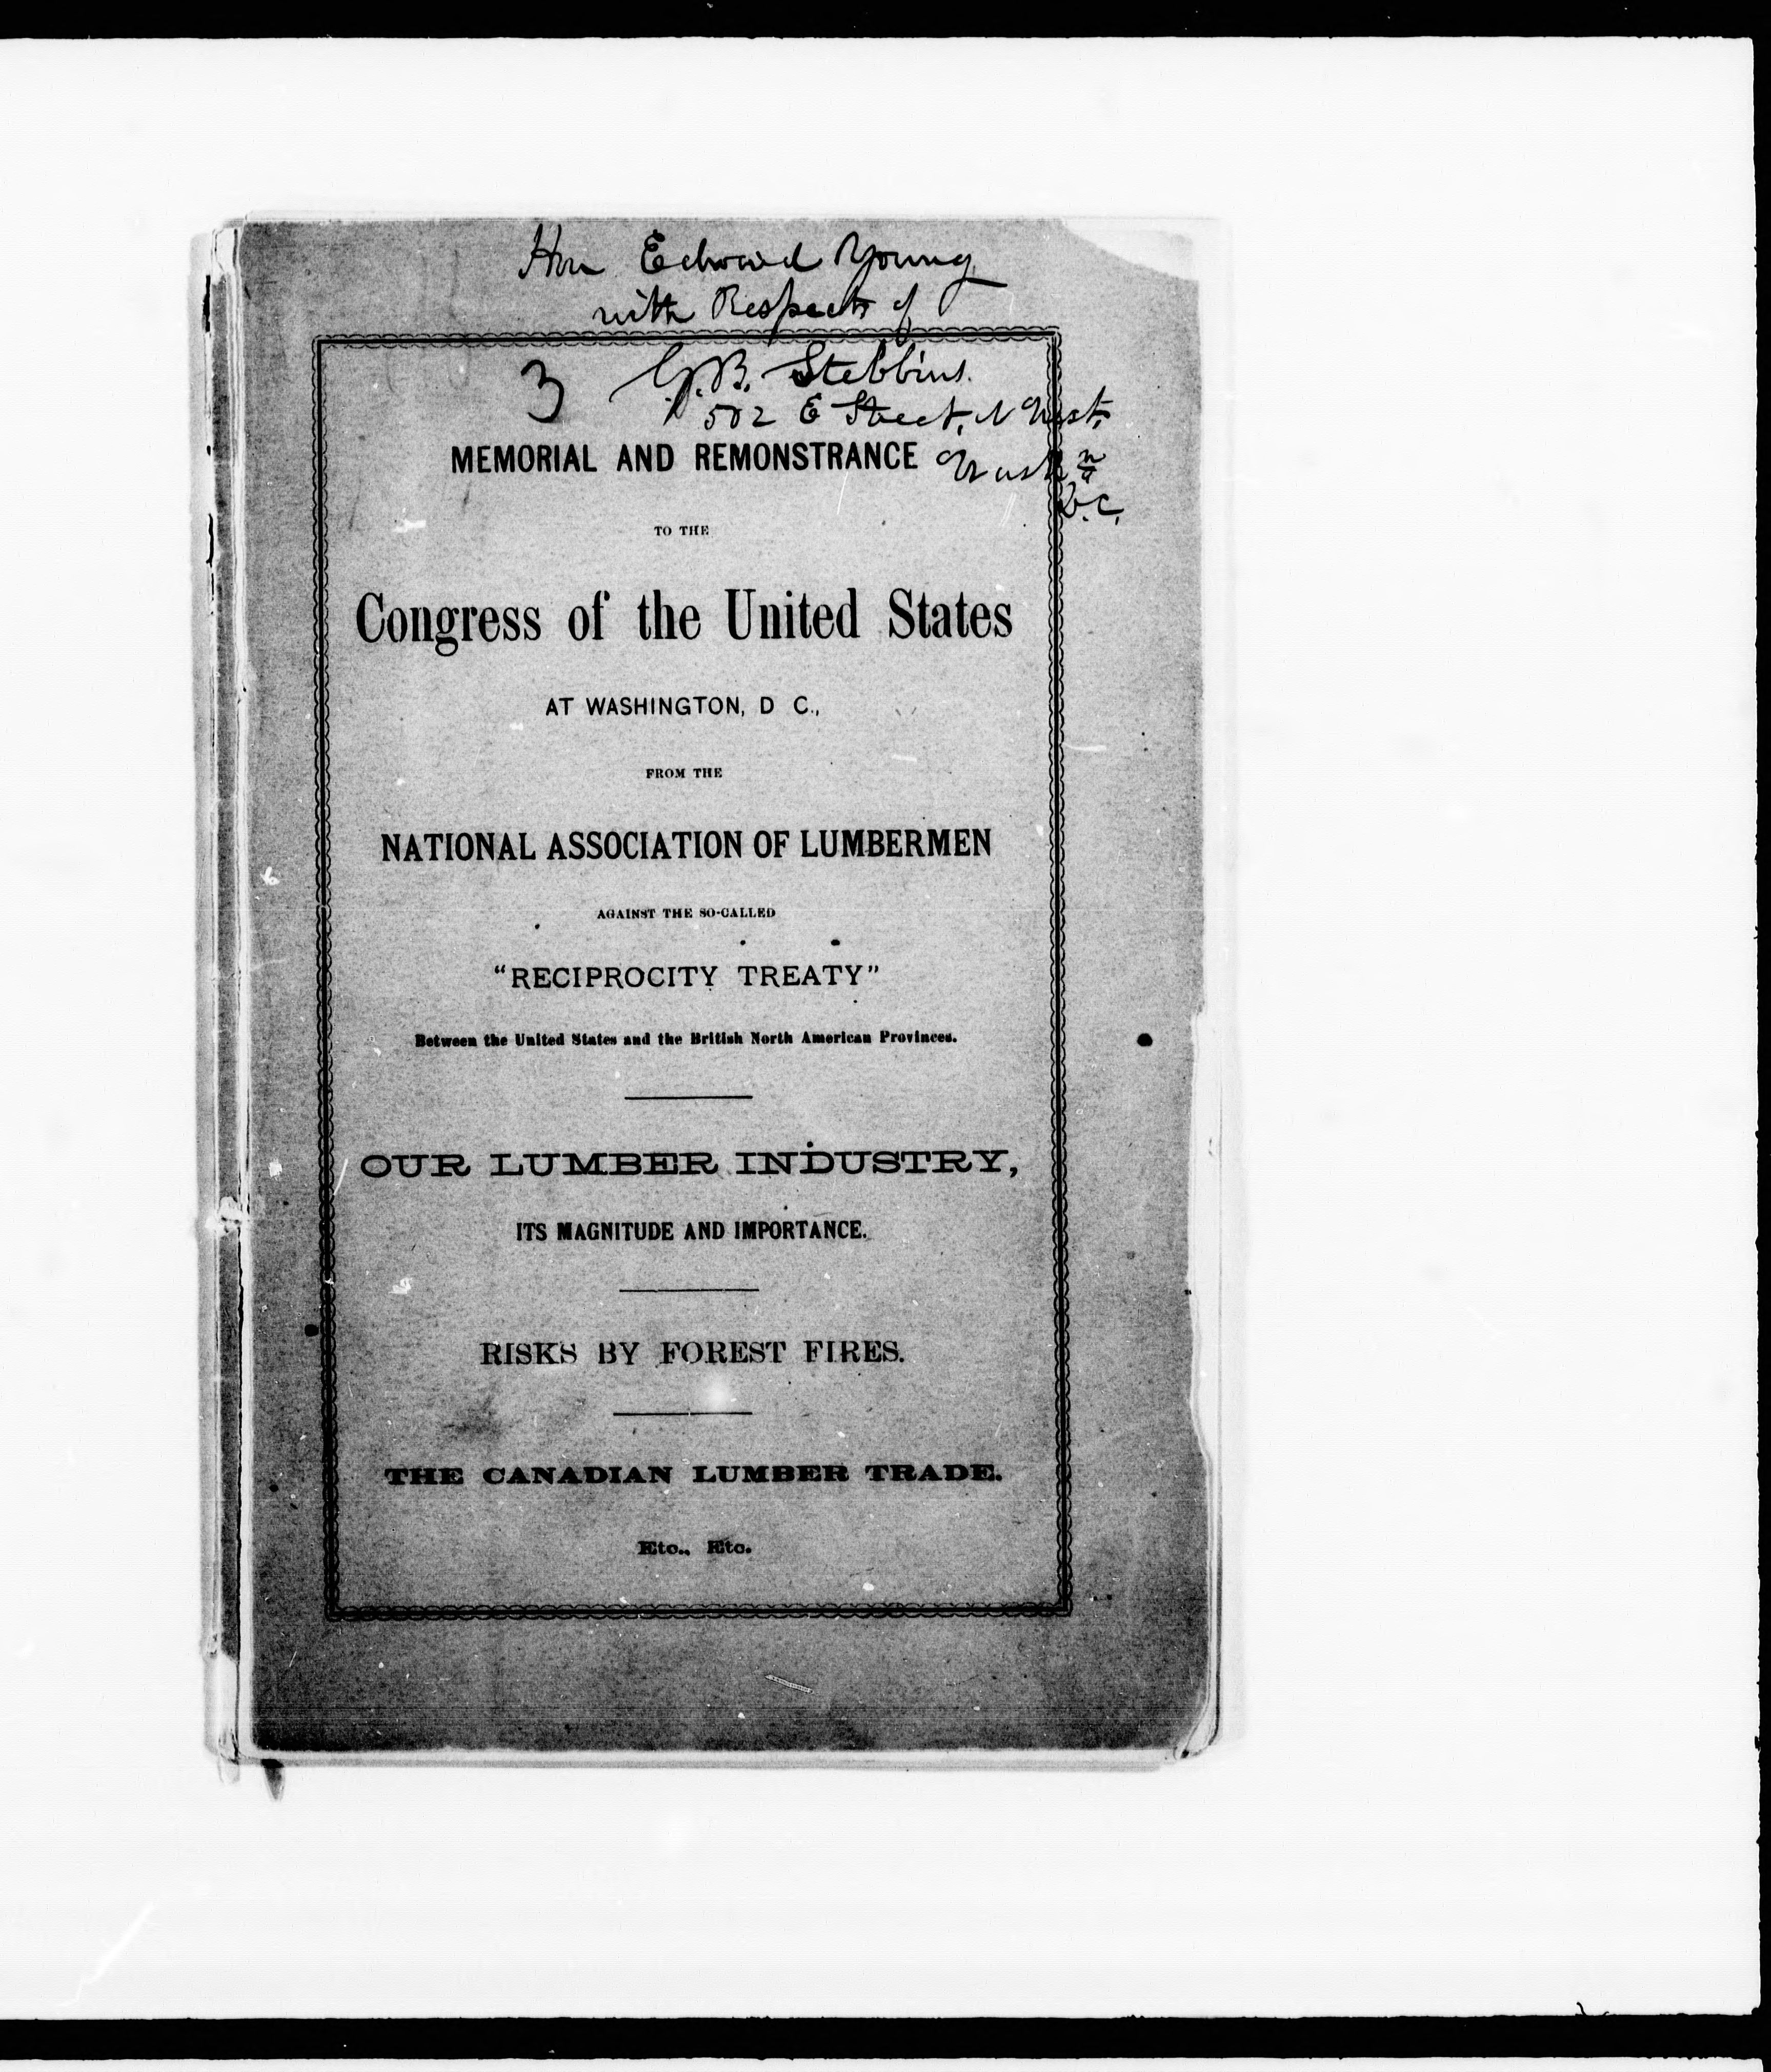 Hon Edward Young
with Respects of
3 G.B. Stebbins.
502 E Street, N West,
MEMORIAL AND REMONSTRANCE
Washn
D.C.
TO THE
Congress of the United States
AT WASHINGTON, D C.,
FROM THE
NATIONAL ASSOCIATION OF LUMBERMEN
AGAINST THE SO-CALLED
"RECIPROCITY TREATY"
Between the United States and the British North American Provinces.
OUR LUMBER INDUSTRY,
ITS MAGNITUDE AND IMPORTANCE.
RISKS BY FOREST FIRES.
THE CANADIAN LUMBER TRADE.
Etc., Etc.